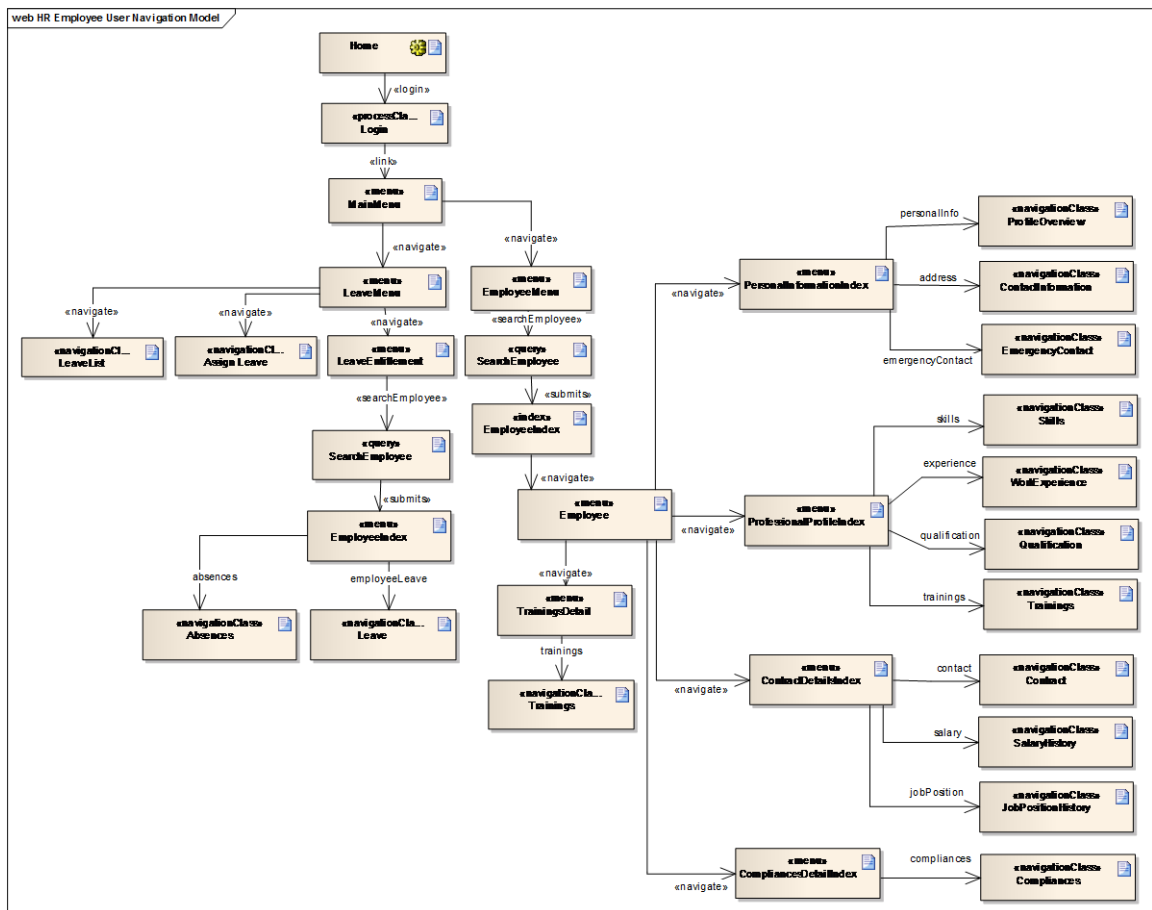 web HR Employee User Navigation Model
Home
«login»
«processCla...
Login
«link»
«menu»
MainMenu
«navigate»
«navigate»
«menu»
LeaveMenu
«menu»
EmployeeMenu
«navigate»
«navigate»
«navigate»
«searchEmployee»
«navigationCl...
LeaveList
«navigationCl...
Assign Leave
«menu»
LeaveEntitlement
«query»
SearchEmployee
«searchEmployee»
«submits»
«index»
EmployeeIndex
«query»
SearchEmployee
«navigate»
«submits»
«menu»
EmployeeIndex
«menu»
Employee
absences
employeeLeave
«navigate»
«navigationClass»
Absences
«navigationCla...
Leave
«menu»
TrainingsDetail
trainings
«navigationCla...
Trainings
«navigate»
«menu»
PersonalInformationIndex
personalInfo
«navigationClass»
ProfileOverview
address
«navigationClass»
ContactInformation
emergencyContact
«navigationClass»
EmergencyContact
«navigate»
«menu»
ProfessionalProfileIndex
skills
«navigationClass»
Skills
experience
«navigationClass»
WorkExperience
qualification
«navigationClass»
Qualification
trainings
«navigationClass»
Trainings
«navigate»
«menu»
ContractDetailsIndex
contact
«navigationClass»
Contract
salary
«navigationClass»
SalaryHistory
jobPosition
«navigationClass»
JobPositionHistory
«navigate»
«menu»
CompliancesDetailIndex
compliances
«navigationClass»
Compliances